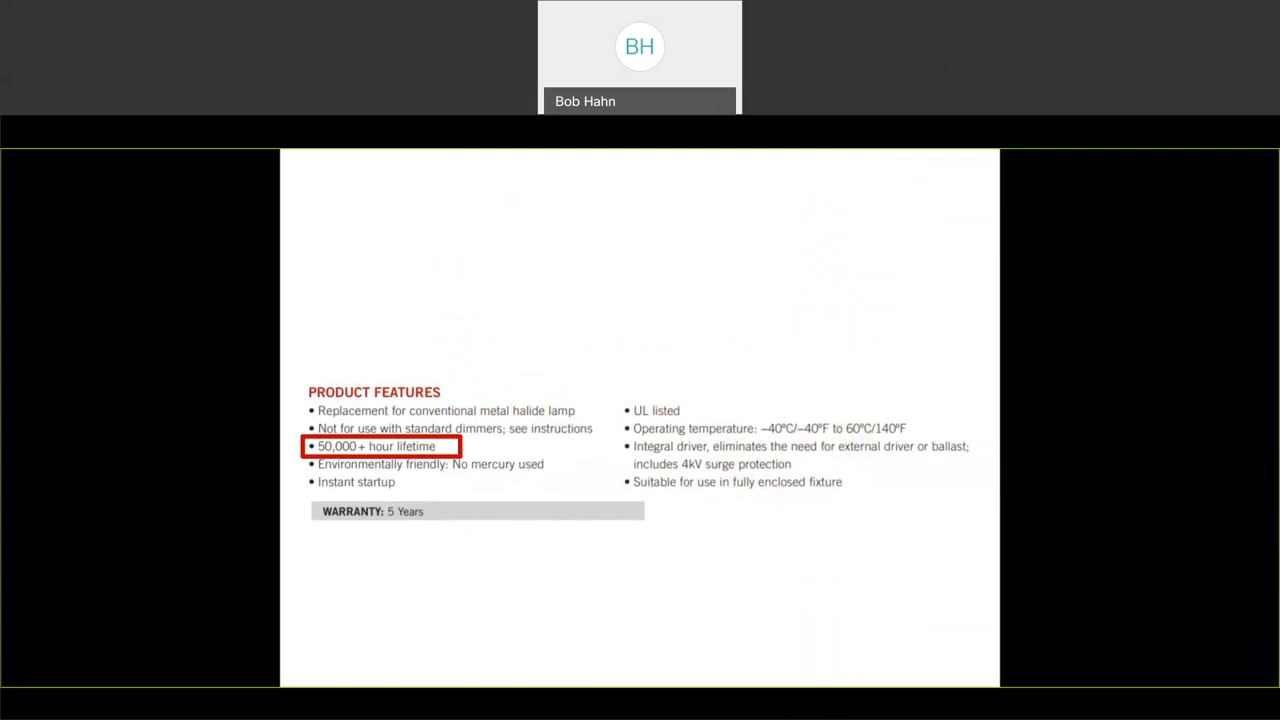 BH
Bob Hahn
PRODUCT FEATURES
• Replacement for conventional metal halide lamp
• Not for use with standard dimmers; see instructions
• 50,000+ hour lifetime
• Environmentally friendly: No mercury used
• Instant startup
• UL listed
• Operating temperature: –40ºC/–40ºF to 60ºC/140ºF
• Integral driver, eliminates the need for external driver or ballast;
includes 4kV surge protection
• Suitable for use in fully enclosed fixture
WARRANTY: 5 Years